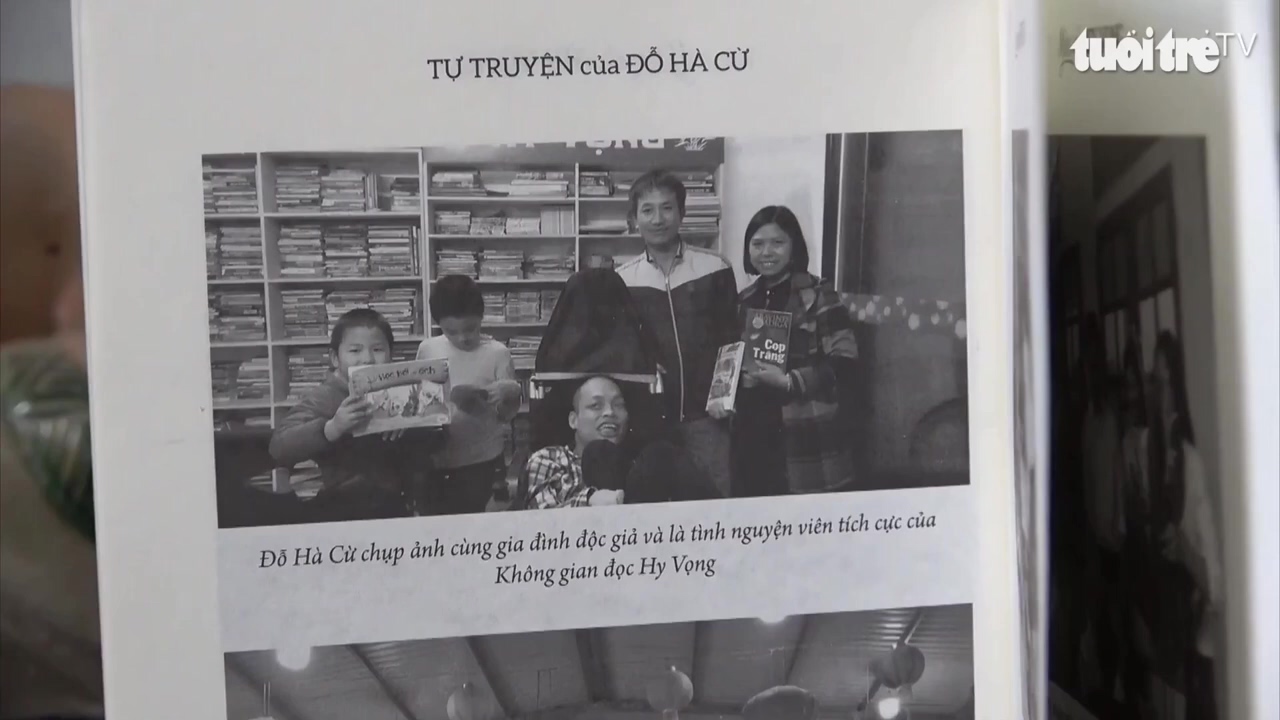 tuổi trẻ TV
TỰ TRUYỆN của ĐỖ HÀ CỪ
Cọp
Trắng
Đỗ Hà Cừ chụp ảnh cùng gia đình độc giả và là tình nguyện viên tích cực của
Không gian đọc Hy Vọng